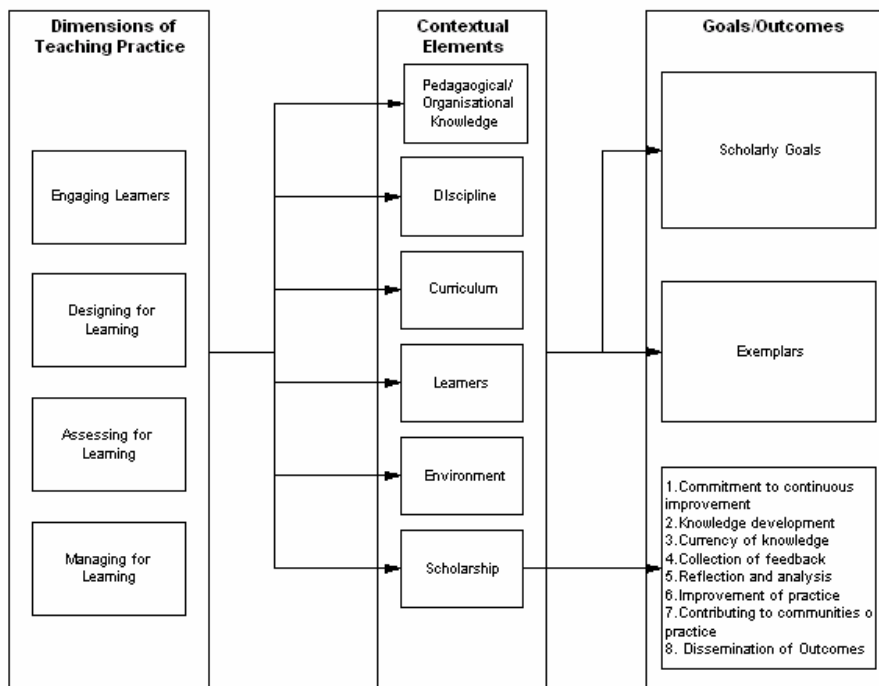 Dimensions of
Teaching Practice
Engaging Learners
Designing for
Learning
Assessing for
Learning
Managing for
Learning
Contextual
Elements
Pedagaogical/
Organisational
Knowledge
DIscipline
Curriculum
Learners
Environment
Scholarship
Goals/Outcomes
Scholarly Goals
Exemplars
1.Commitment to continuous
improvement
2.Knowledge development
3.Currency of knowledge
4.Collection of feedback
5.Reflection and analysis
6.Improvement of practice
7.Contributing to communities o
practice
8. Dissemination of Outcomes